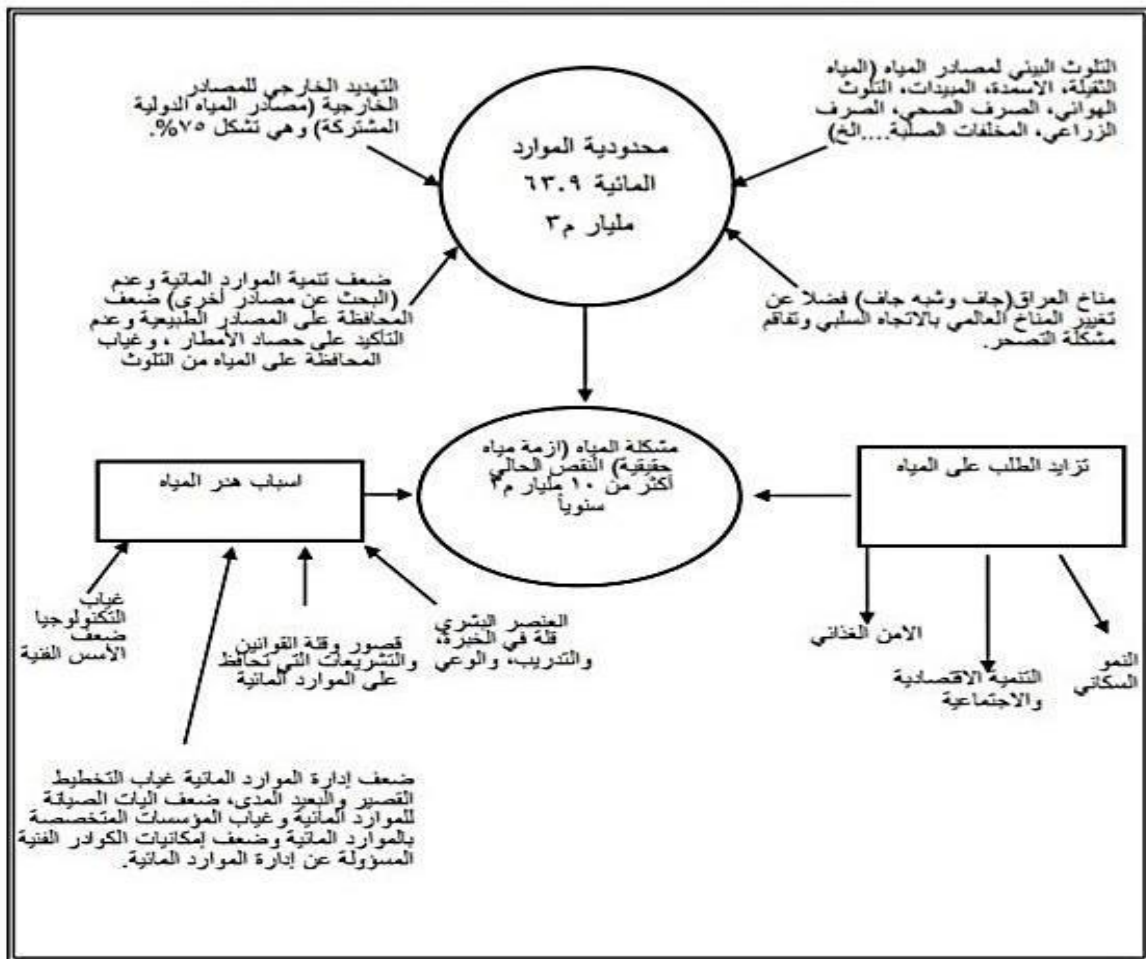 التلوث البيئي لمصادر المياه (المياه
الثقيلة، الاسمدة، المبيدات، التلوث
الهوائي، الصرف الصحي، الصرف
الزراعي، المخلفات الصلبة....الخ)
التهديد الخارجي للمصادر
الخارجية (مصادر المياه الدولية
المشتركة) وهي تشكل ٧٥%.
محدودية الموارد
المائية ٦٣.٩
مليار م٣
مناخ العراق(جاف وشبه جاف) فضلا عن
تغيير المناخ العالمي بالاتجاه السلبي وتفاقم
مشكلة التصحر.
ضعف تنمية الموارد المائية وعدم
(البحث عن مصادر أخرى) ضعف
المحافظة على المصادر الطبيعية وعدم
التأكيد على حصاد الأمطار ، وغياب
المحافظة على المياه من التلوث
مشكلة المياه (ازمة مياه
حقيقية) النقص الحالي
أكثر من ١٠ مليار م٣
سنوياً
تزايد الطلب على المياه
اسباب هدر المياه
النمو
السكاني
التنمية الاقتصادية
والاجتماعية
الامن الغذائي
العنصر البشري
قلة في الخبرة،
والتدريب، والوعي
قصور وقلة القوانين
والتشريعات التي تحافظ
على الموارد المائية
غياب
التكنولوجيا
ضعف
الأسس الفنية
ضعف إدارة الموارد المائية غياب التخطيط
القصير والبعيد المدى، ضعف اليات الصيانة
للموارد المائية وغياب المؤسسات المتخصصة
بالموارد المائية وضعف إمكانيات الكوادر الفنية
المسؤولة عن إدارة الموارد المائية.